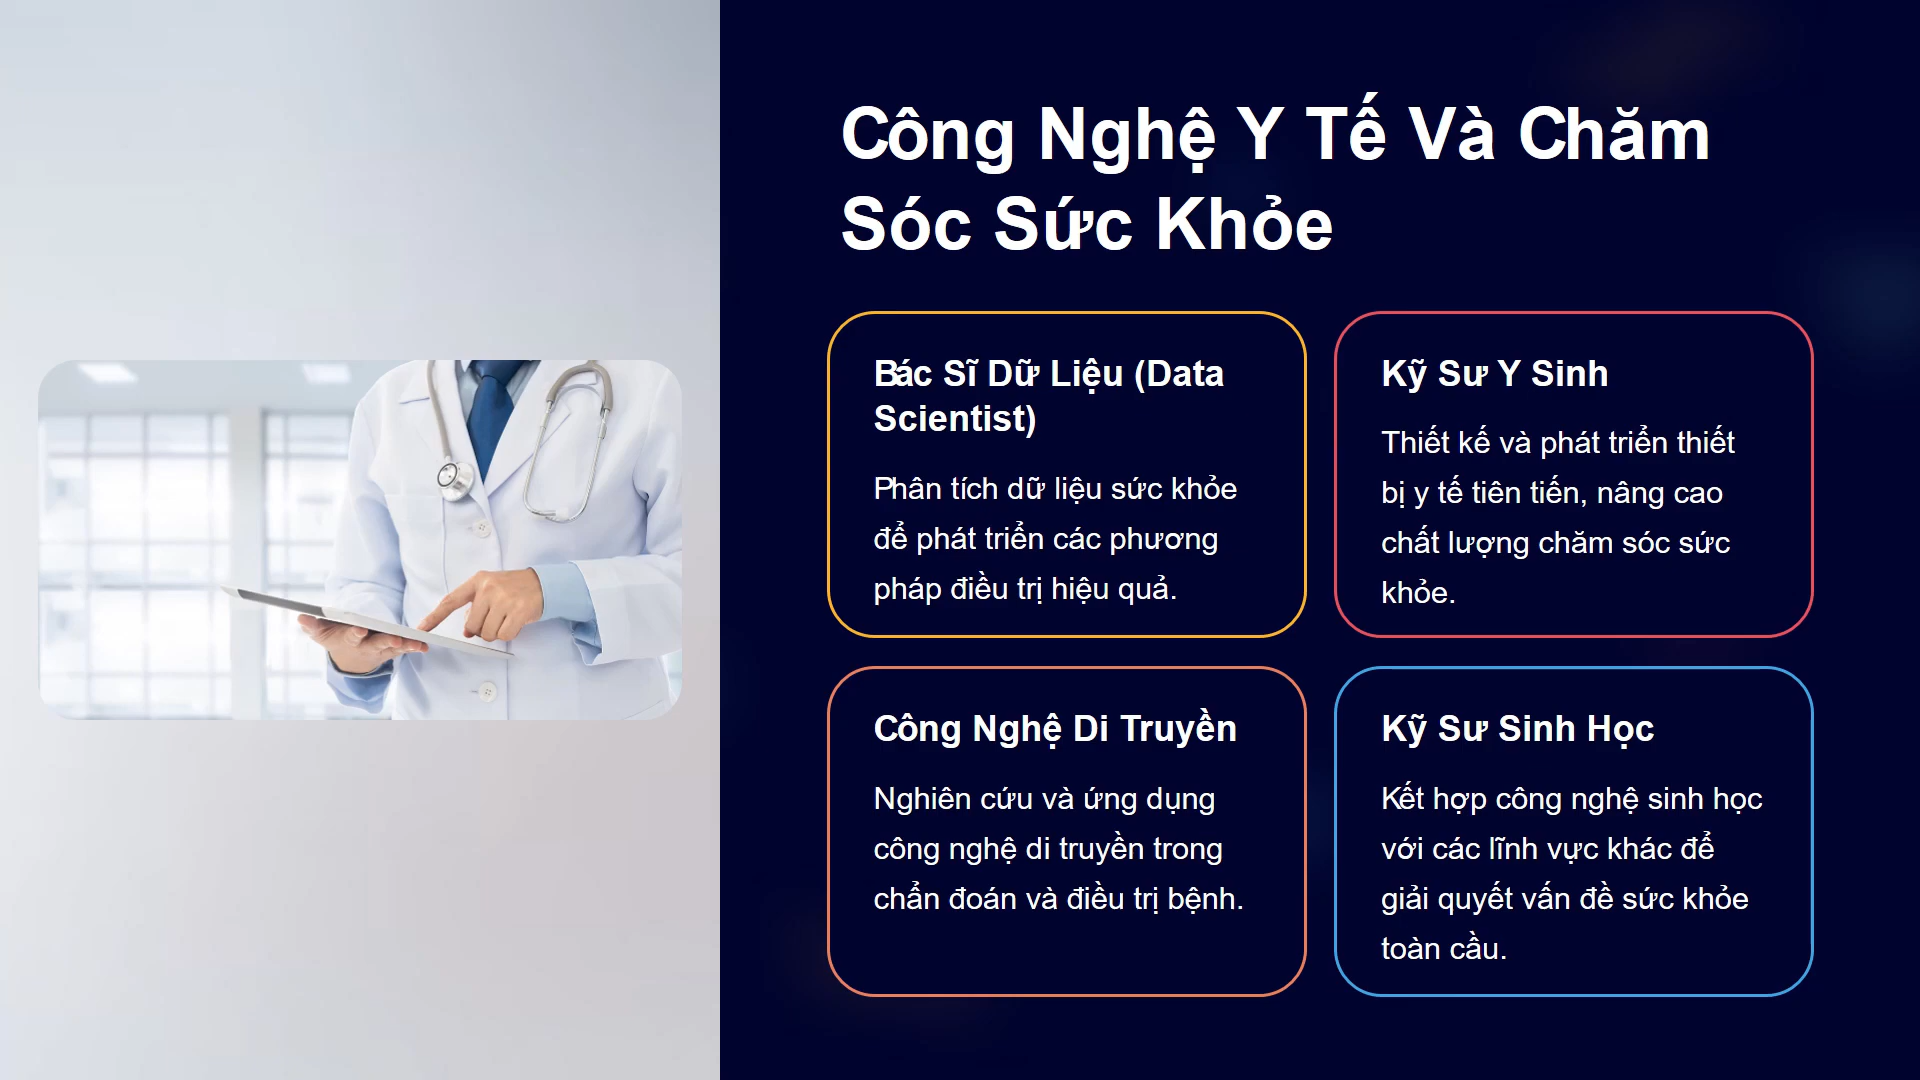 Công Nghệ Y Tế Và Chăm
Sóc Sức Khỏe
Bác Sĩ Dữ Liệu (Data
Scientist)
Phân tích dữ liệu sức khỏe
để phát triển các phương
pháp điều trị hiệu quả.
Kỹ Sư Y Sinh
Thiết kế và phát triển thiết
bị y tế tiên tiến, nâng cao
chất lượng chăm sóc sức
khỏe.
Công Nghệ Di Truyền
Nghiên cứu và ứng dụng
công nghệ di truyền trong
chẩn đoán và điều trị bệnh.
Kỹ Sư Sinh Học
Kết hợp công nghệ sinh học
với các lĩnh vực khác để
giải quyết vấn đề sức khỏe
toàn cầu.